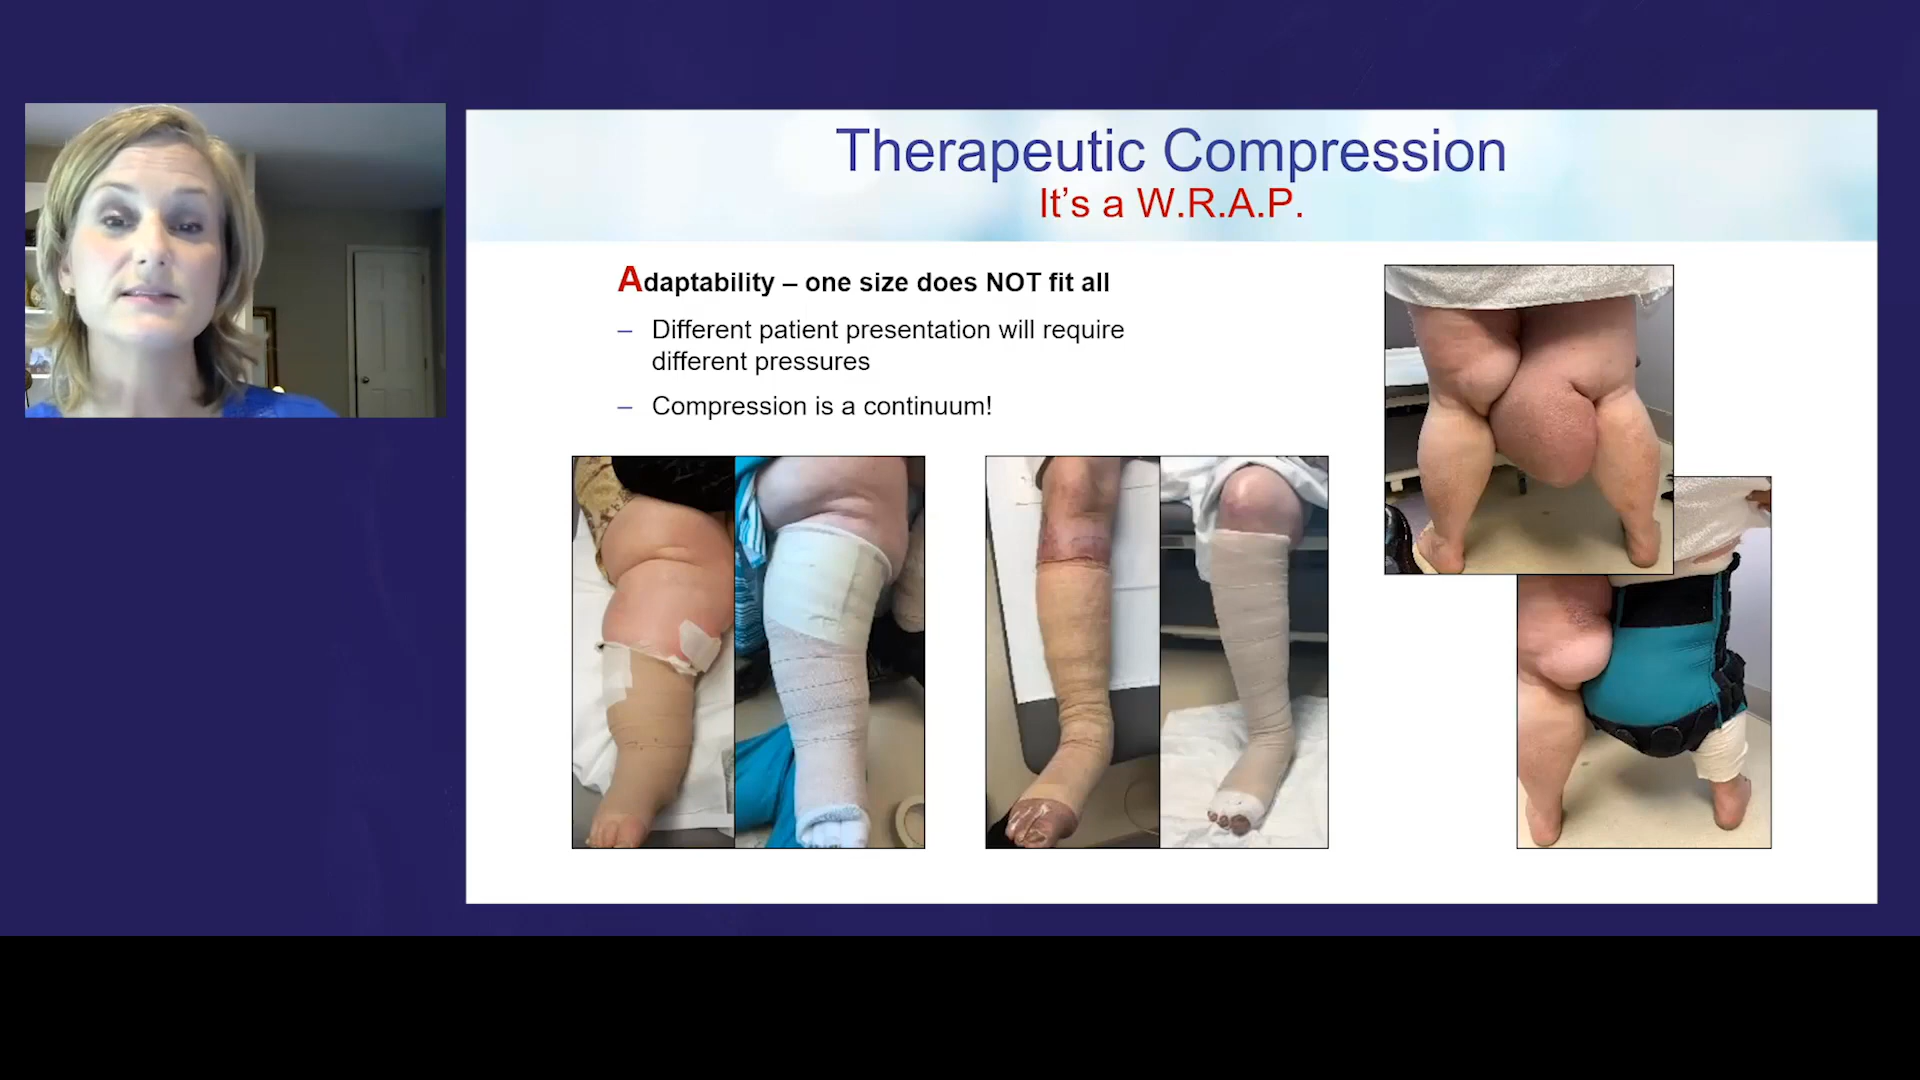 Therapeutic Compression
It's a W.R.A.P.
Adaptability – one size does NOT fit all
– Different patient presentation will require
different pressures
– Compression is a continuum!